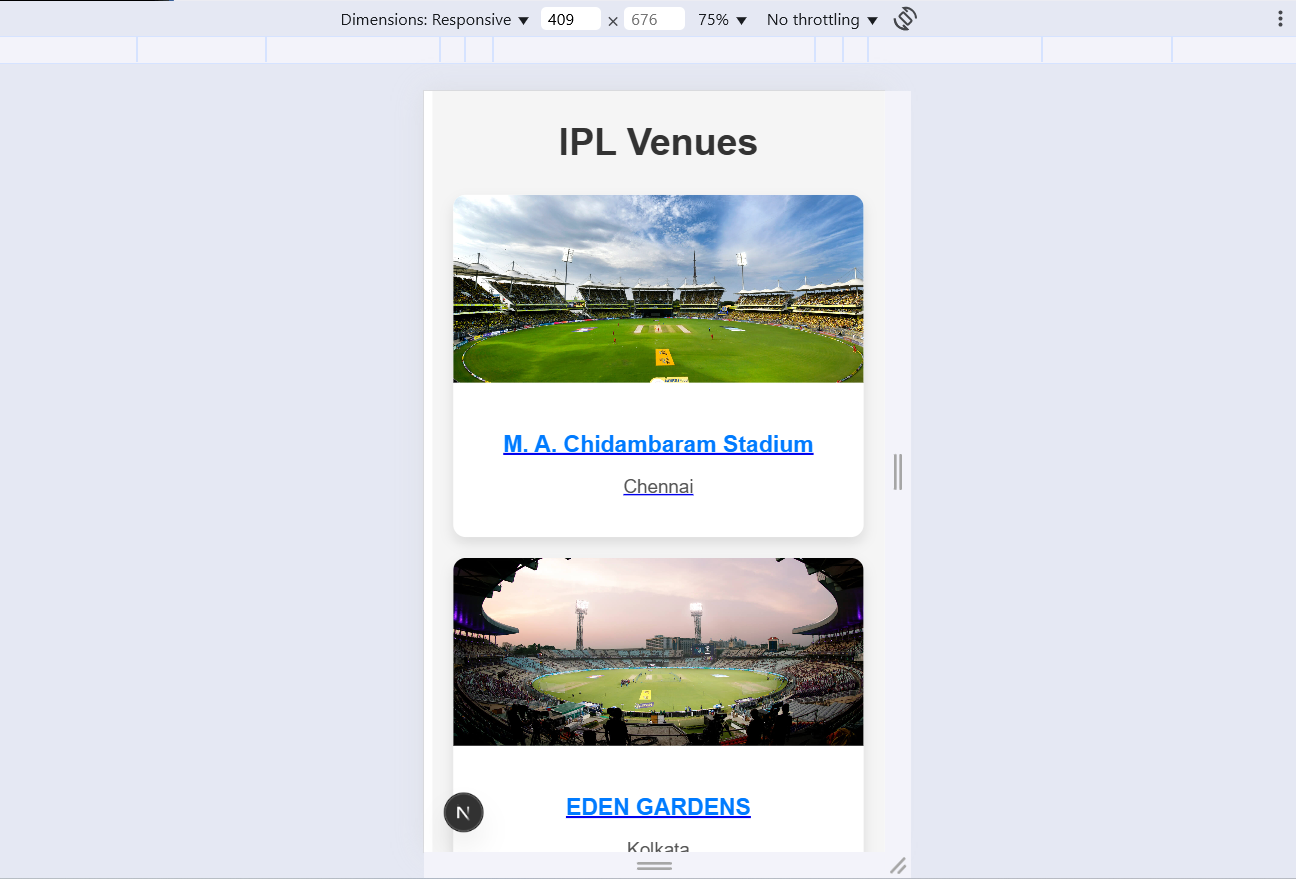 Dimensions: Responsive ▼ 409 × 676 75% ▼ No throttling ▼
IPL Venues
M. A. Chidambaram Stadium
Chennai
EDEN GARDENS
N
Kolkata